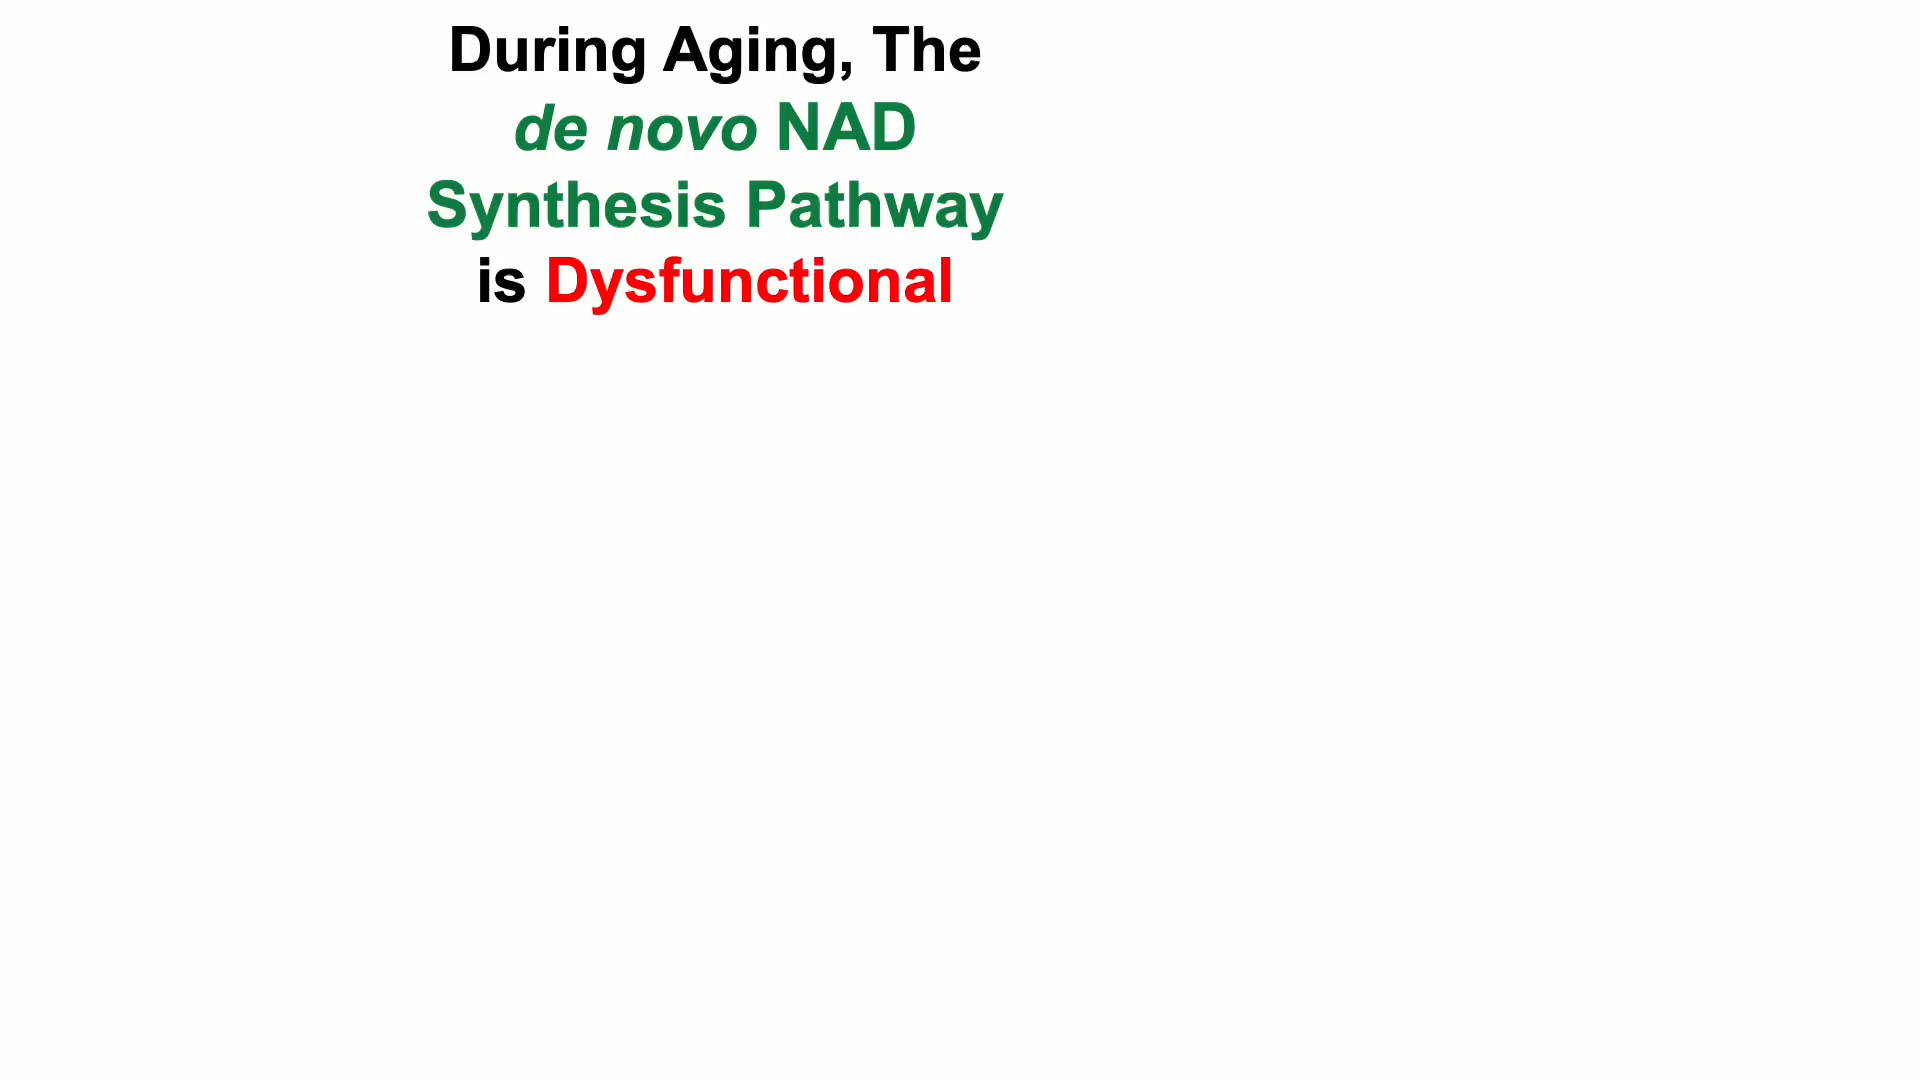 During Aging, The
de novo NAD
Synthesis Pathway
is Dysfunctional